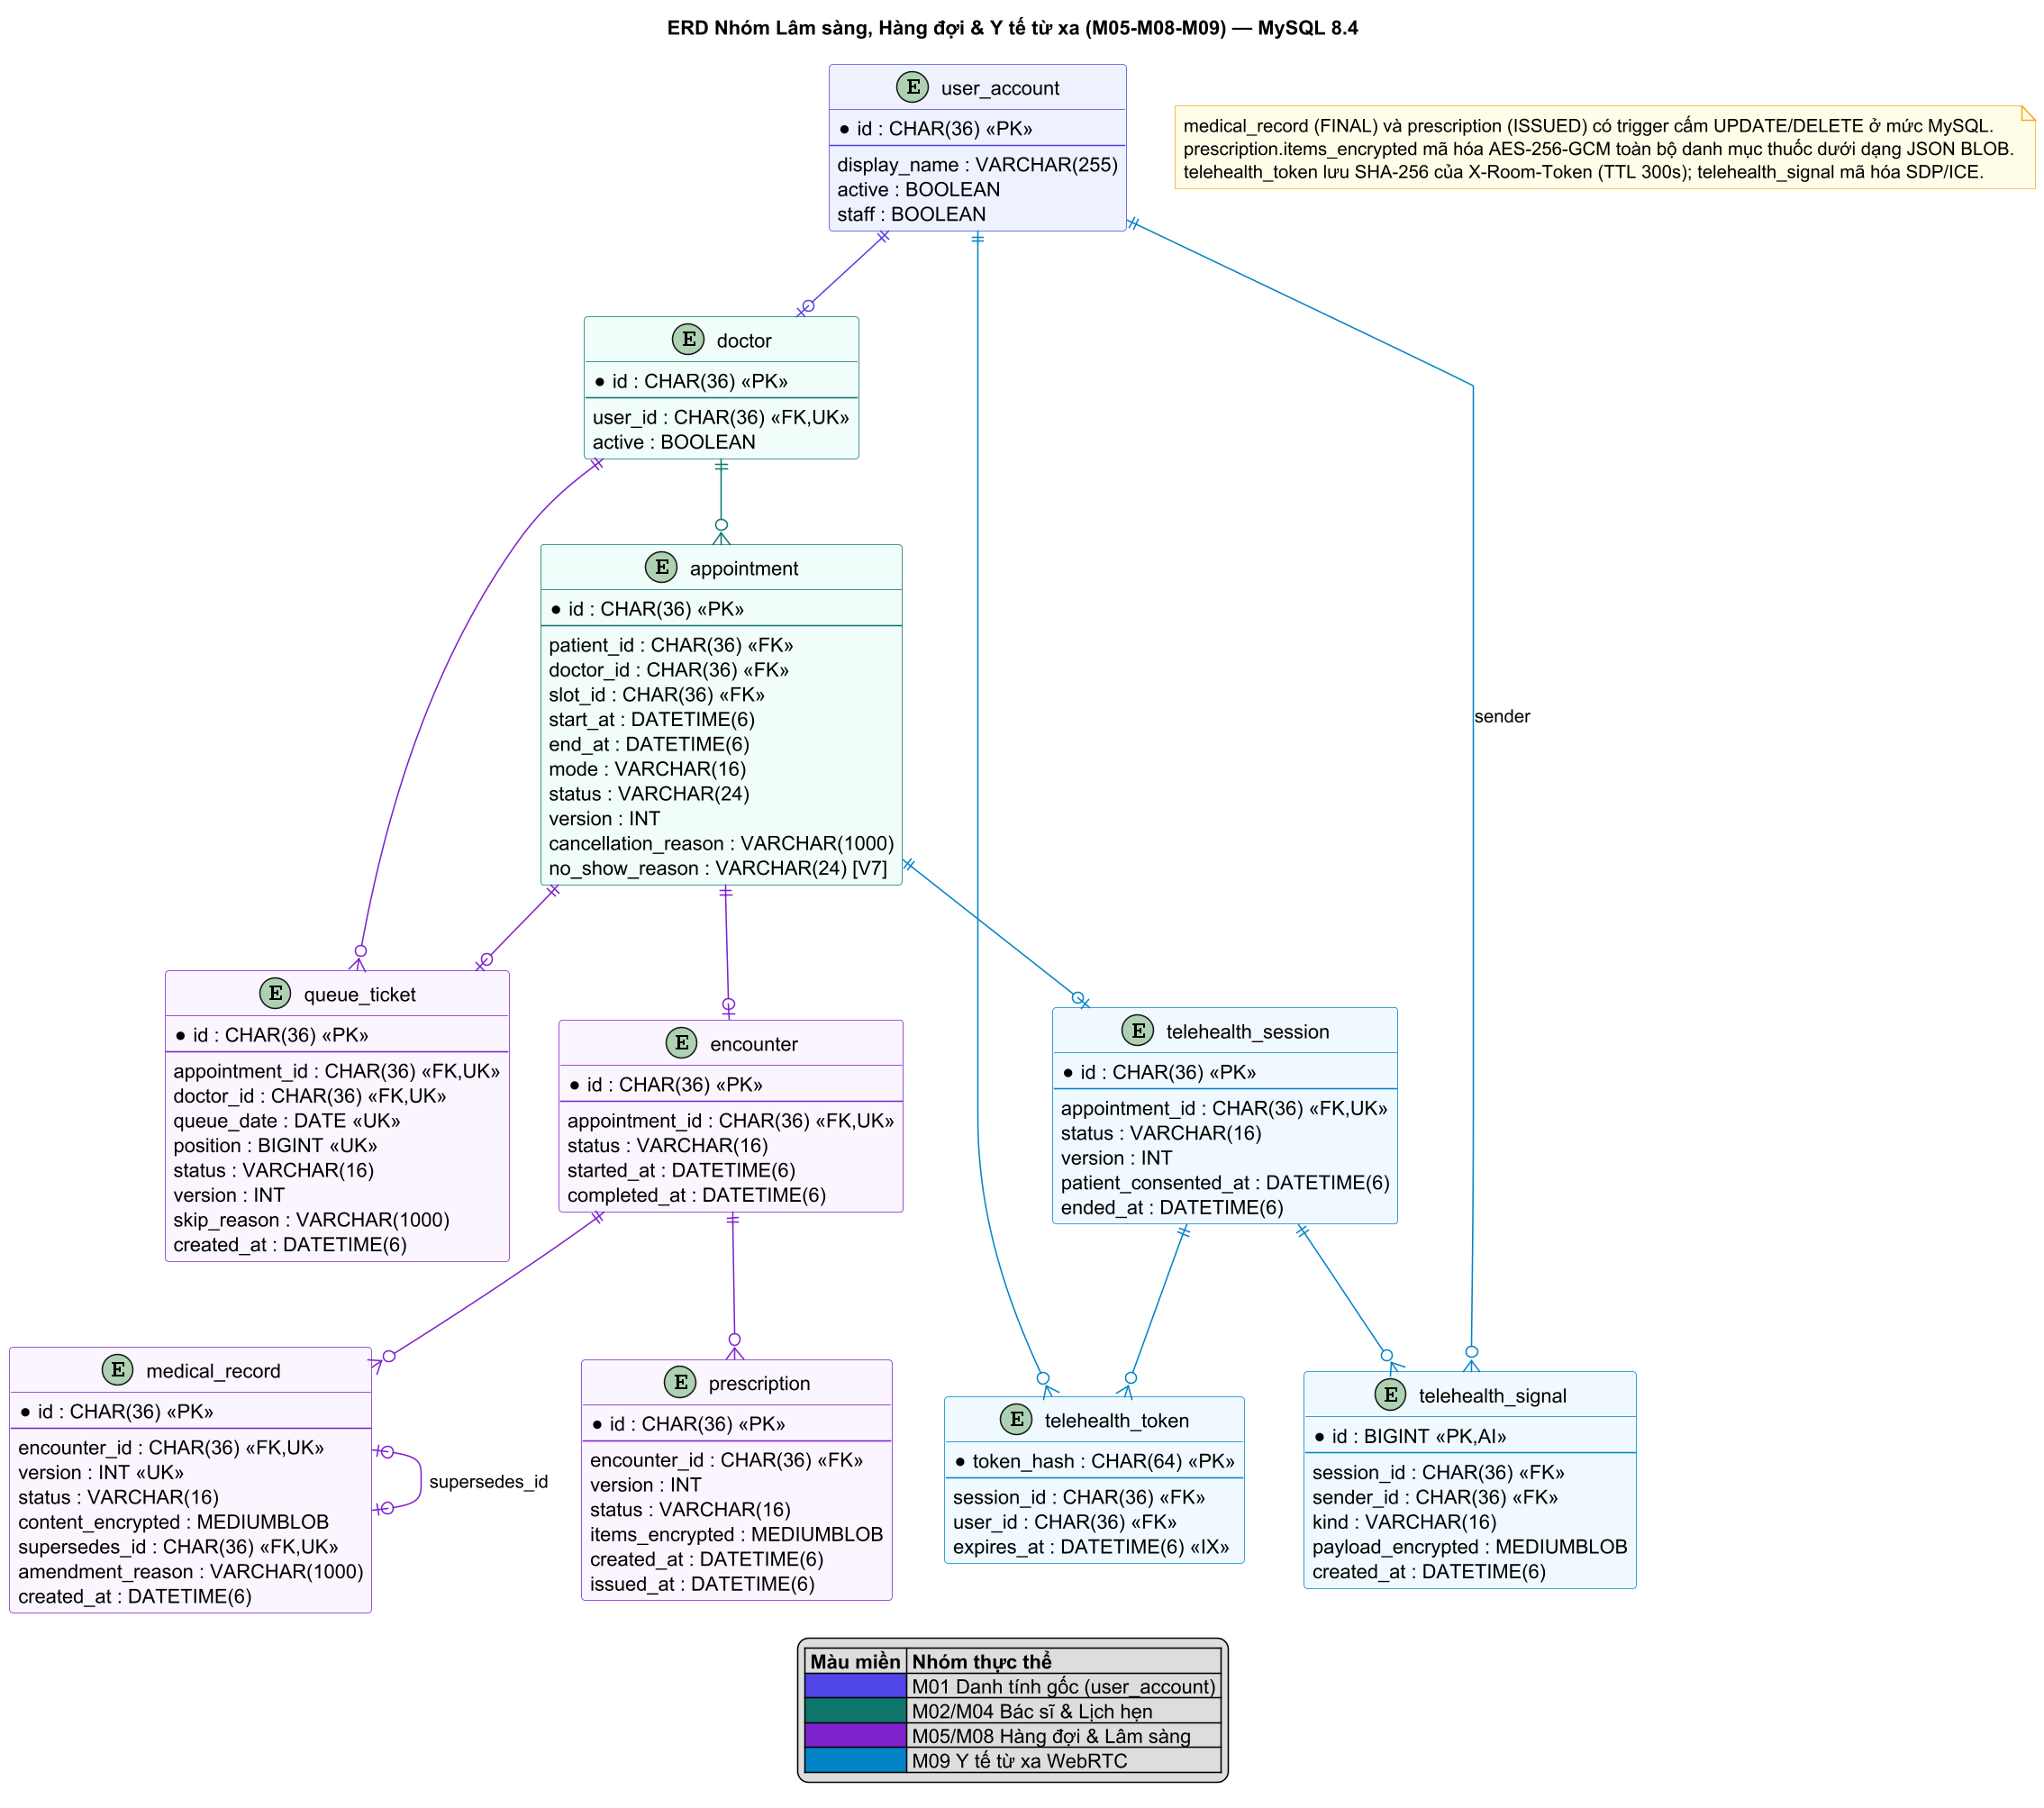 ERD Nhóm Lâm sàng, Hàng đợi & Y tế từ xa (M05-M08-M09) — MySQL 8.4
E user_account
● id : CHAR(36) «PK»
display_name : VARCHAR(255)
active : BOOLEAN
staff : BOOLEAN
medical_record (FINAL) và prescription (ISSUED) có trigger cấm UPDATE/DELETE ở mức MySQL.
prescription.items_encrypted mã hóa AES-256-GCM toàn bộ danh mục thuốc dưới dạng JSON BLOB.
telehealth_token lưu SHA-256 của X-Room-Token (TTL 300s); telehealth_signal mã hóa SDP/ICE.
E doctor
● id : CHAR(36) «PK»
user_id : CHAR(36) «FK,UK»
active : BOOLEAN
E appointment
● id : CHAR(36) «PK»
patient_id : CHAR(36) «FK»
doctor_id : CHAR(36) «FK»
slot_id : CHAR(36) «FK»
start_at : DATETIME(6)
end_at : DATETIME(6)
mode : VARCHAR(16)
status : VARCHAR(24)
version : INT
cancellation_reason : VARCHAR(1000)
no_show_reason : VARCHAR(24) [V7]
sender
E queue_ticket
● id : CHAR(36) «PK»
appointment_id : CHAR(36) «FK,UK»
doctor_id : CHAR(36) «FK,UK»
queue_date : DATE «UK»
position : BIGINT «UK»
status : VARCHAR(16)
version : INT
skip_reason : VARCHAR(1000)
created_at : DATETIME(6)
E encounter
● id : CHAR(36) «PK»
appointment_id : CHAR(36) «FK,UK»
status : VARCHAR(16)
started_at : DATETIME(6)
completed_at : DATETIME(6)
E telehealth_session
● id : CHAR(36) «PK»
appointment_id : CHAR(36) «FK,UK»
status : VARCHAR(16)
version : INT
patient_consented_at : DATETIME(6)
ended_at : DATETIME(6)
E medical_record
● id : CHAR(36) «PK»
encounter_id : CHAR(36) «FK,UK»
version : INT «UK»
status : VARCHAR(16)
content_encrypted : MEDIUMBLOB
supersedes_id : CHAR(36) «FK,UK»
amendment_reason : VARCHAR(1000)
created_at : DATETIME(6)
supersedes_id
E prescription
● id : CHAR(36) «PK»
encounter_id : CHAR(36) «FK»
version : INT
status : VARCHAR(16)
items_encrypted : MEDIUMBLOB
created_at : DATETIME(6)
issued_at : DATETIME(6)
E telehealth_token
● token_hash : CHAR(64) «PK»
session_id : CHAR(36) «FK»
user_id : CHAR(36) «FK»
expires_at : DATETIME(6) «IX»
E telehealth_signal
● id : BIGINT «PK,AI»
session_id : CHAR(36) «FK»
sender_id : CHAR(36) «FK»
kind : VARCHAR(16)
payload_encrypted : MEDIUMBLOB
created_at : DATETIME(6)
Màu miền Nhóm thực thể
M01 Danh tính gốc (user_account)
M02/M04 Bác sĩ & Lịch hẹn
M05/M08 Hàng đợi & Lâm sàng
M09 Y tế từ xa WebRTC